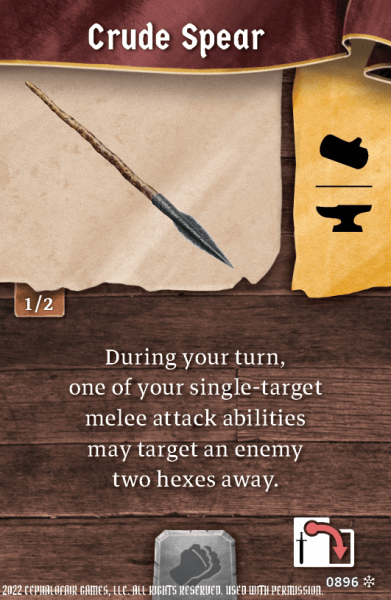 Crude Spear
1/2
During your turn,
one of your single-target
melee attack abilities
may target an enemy
two hexes away.
0896
2022 CEPHALOFAIR GAMES, LLC. ALL RIGHTS RESERVED. USED WITH PERMISSION.